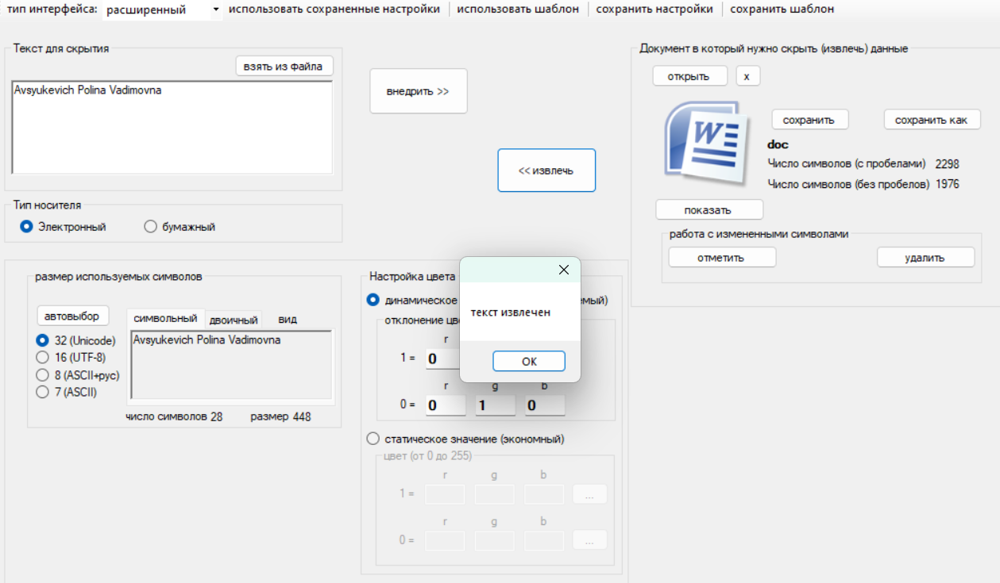 тип интерфейса: расширенный использовать сохраненные настройки использовать шаблон сохранить настройки сохранить шаблон
Текст для скрытия
взять из файла
Avsyukevich Polina Vadimovna
внедрить >>
<< извлечь
Документ в который нужно скрыть (извлечь) данные
открыть x
W
сохранить сохранить как
doc
Число символов (с пробелами) 2298
Число символов (без пробелов) 1976
показать
работа с измененными символами
отметить удалить
Тип носителя
Электронный бумажный
размер используемых символов
автовыбор
32 (Unicode)
16 (UTF-8)
8 (ASCII+рус)
7 (ASCII)
символьный двоичный вид
Avsyukevich Polina Vadimovna
число символов 28 размер 448
Настройка цвета
динамическое
отклонение
r
1 = 0
r g b
0 = 0 1 0
текст извлечен
OK
статическое значение (экономный)
цвет (от 0 до 255)
r g b
1 = ...
r g b
0 = ...